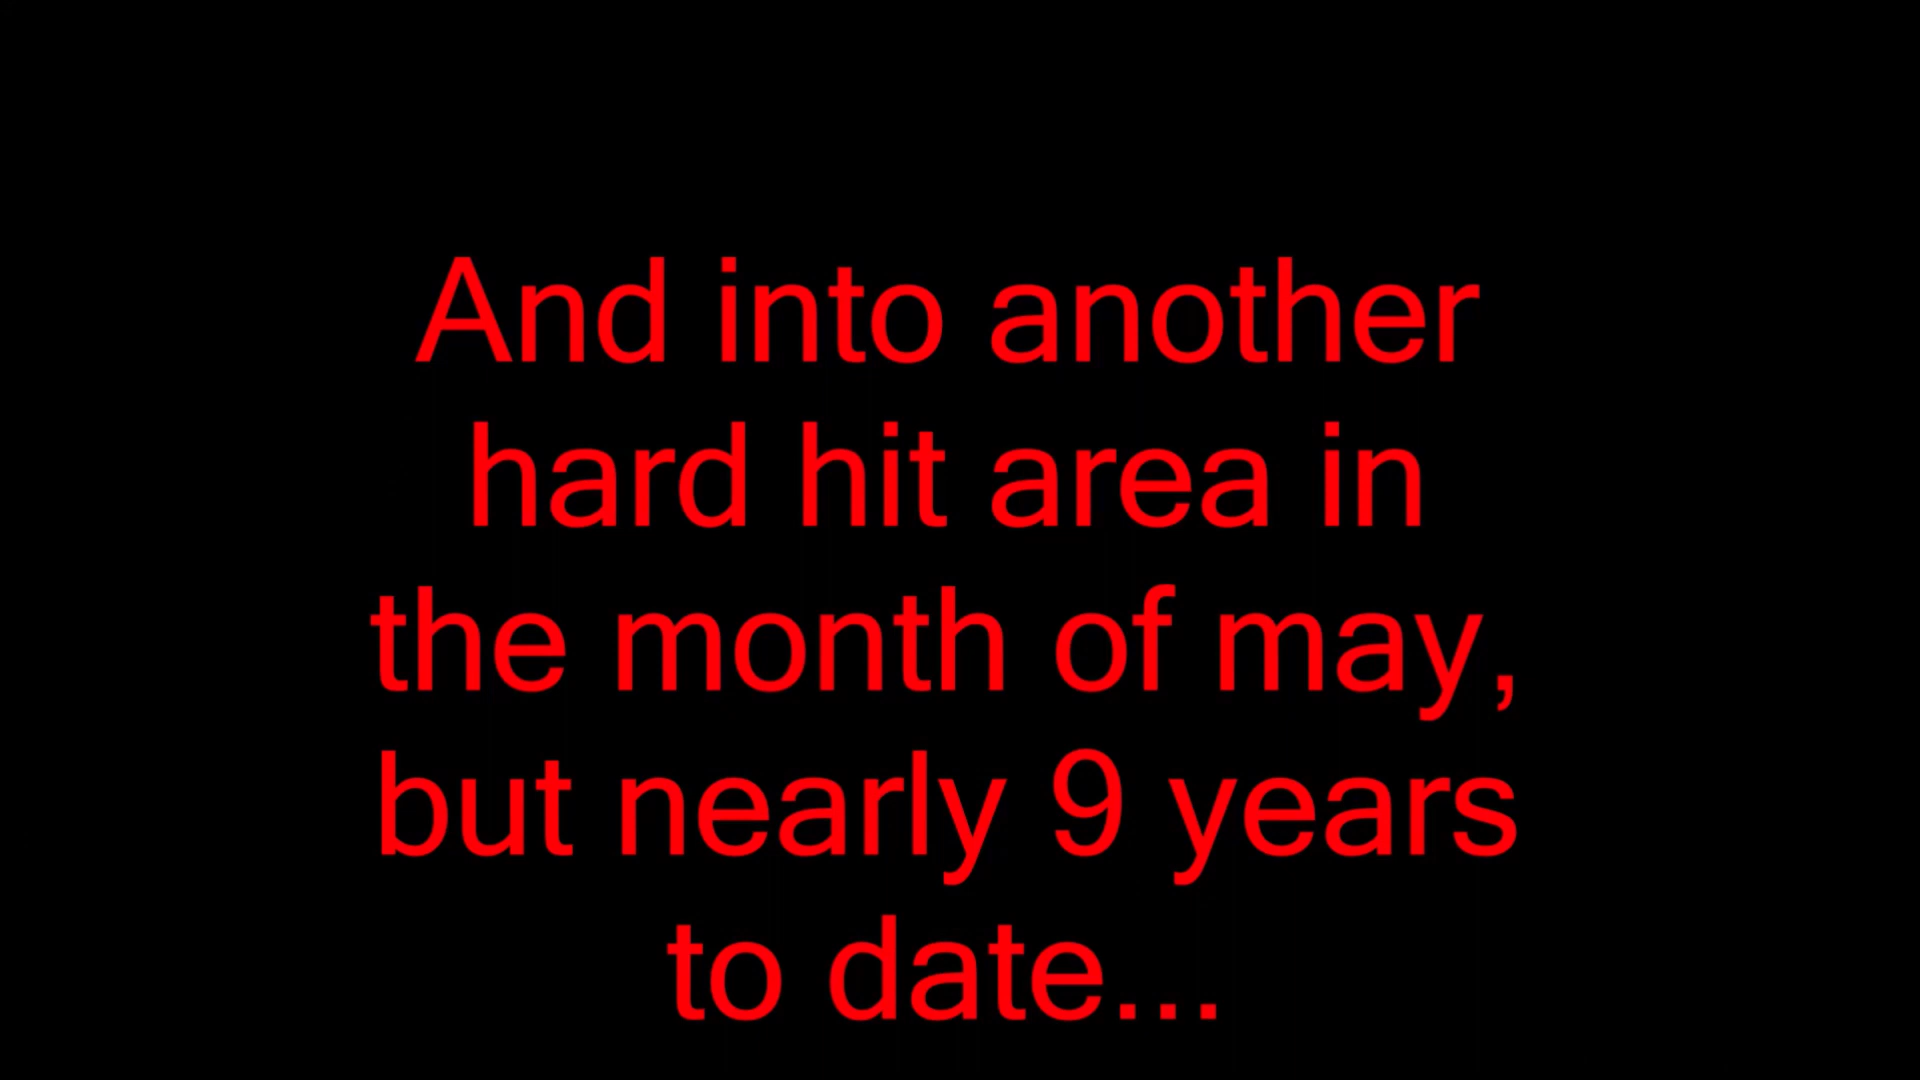 And into another
hard hit area in
the month of may,
but nearly 9 years
to date...